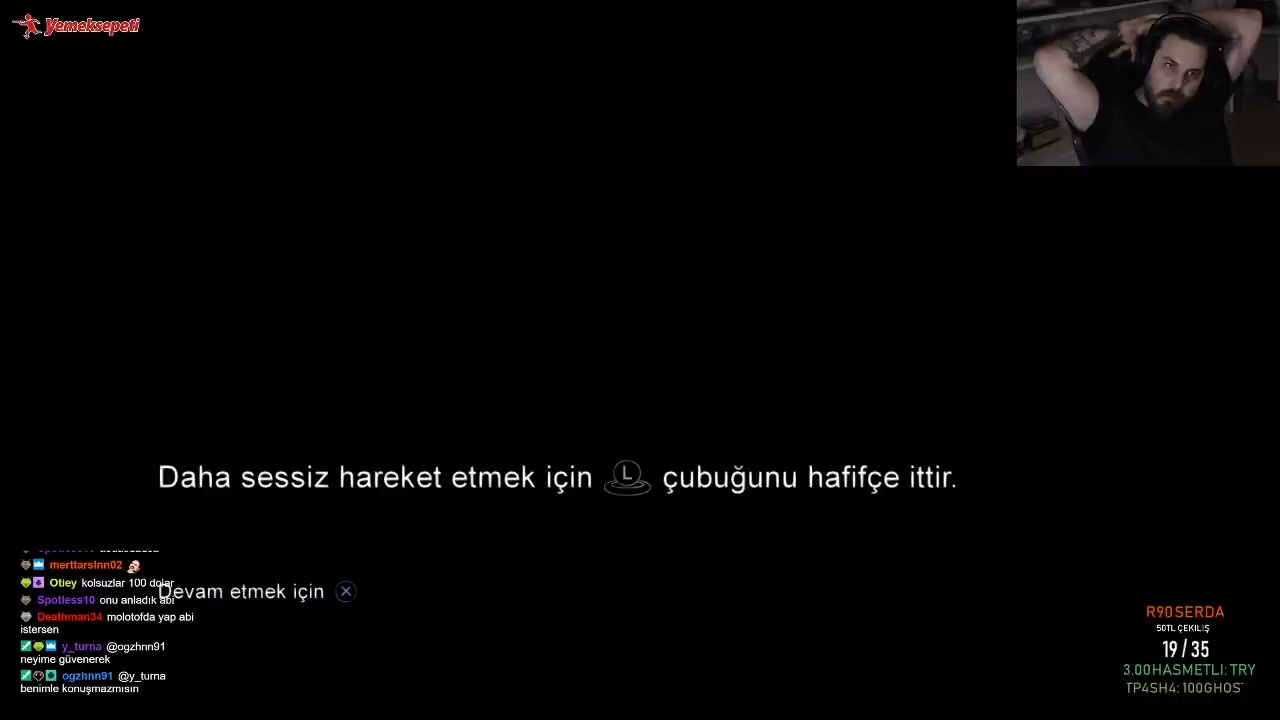 Yemeksepeti
Daha sessiz hareket etmek için L çubuğunu hafifçe ittir.
Devam etmek için
merttarslnn02
Otiey kolsuzlar 100 dolar
Spotless10 onu anladık abi
Deathman34 molotofda yap abi
istersen
y_turna @ogzhnn91
neyime güvenerek
ogzhnn91 @y_turna
benimle konuşmazmısın
R90SERDA
50TL ÇEKİLİŞ
19 / 35
3.00HASMETLI: TRY
TP4SH4: 100GHOS